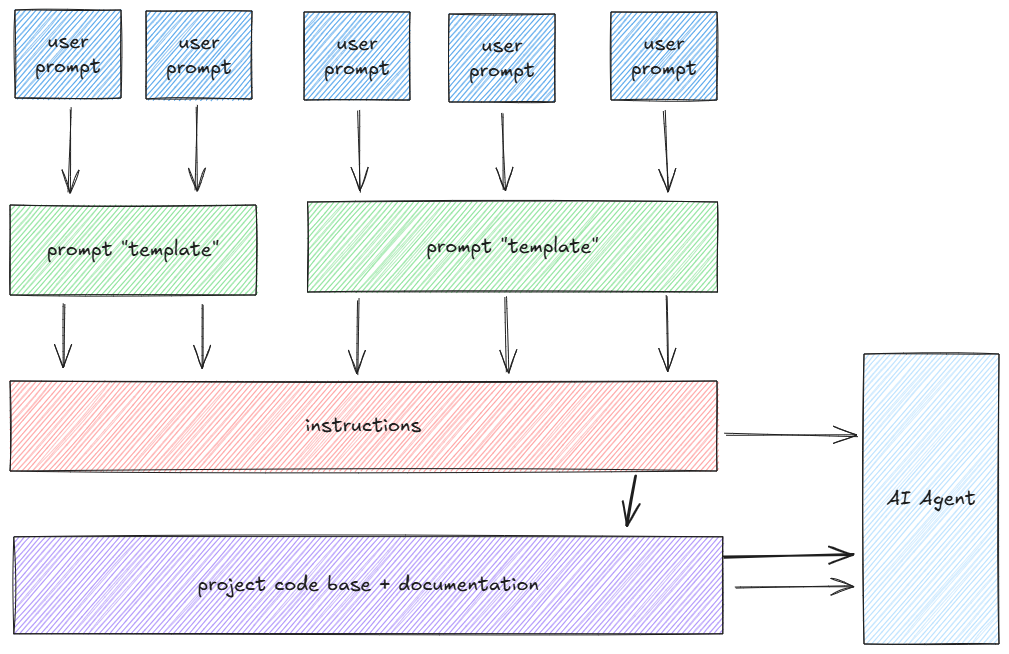 user
prompt
user
prompt
user
prompt
user
prompt
user
prompt
prompt "template"
prompt "template"
instructions
AI Agent
project code base + documentation